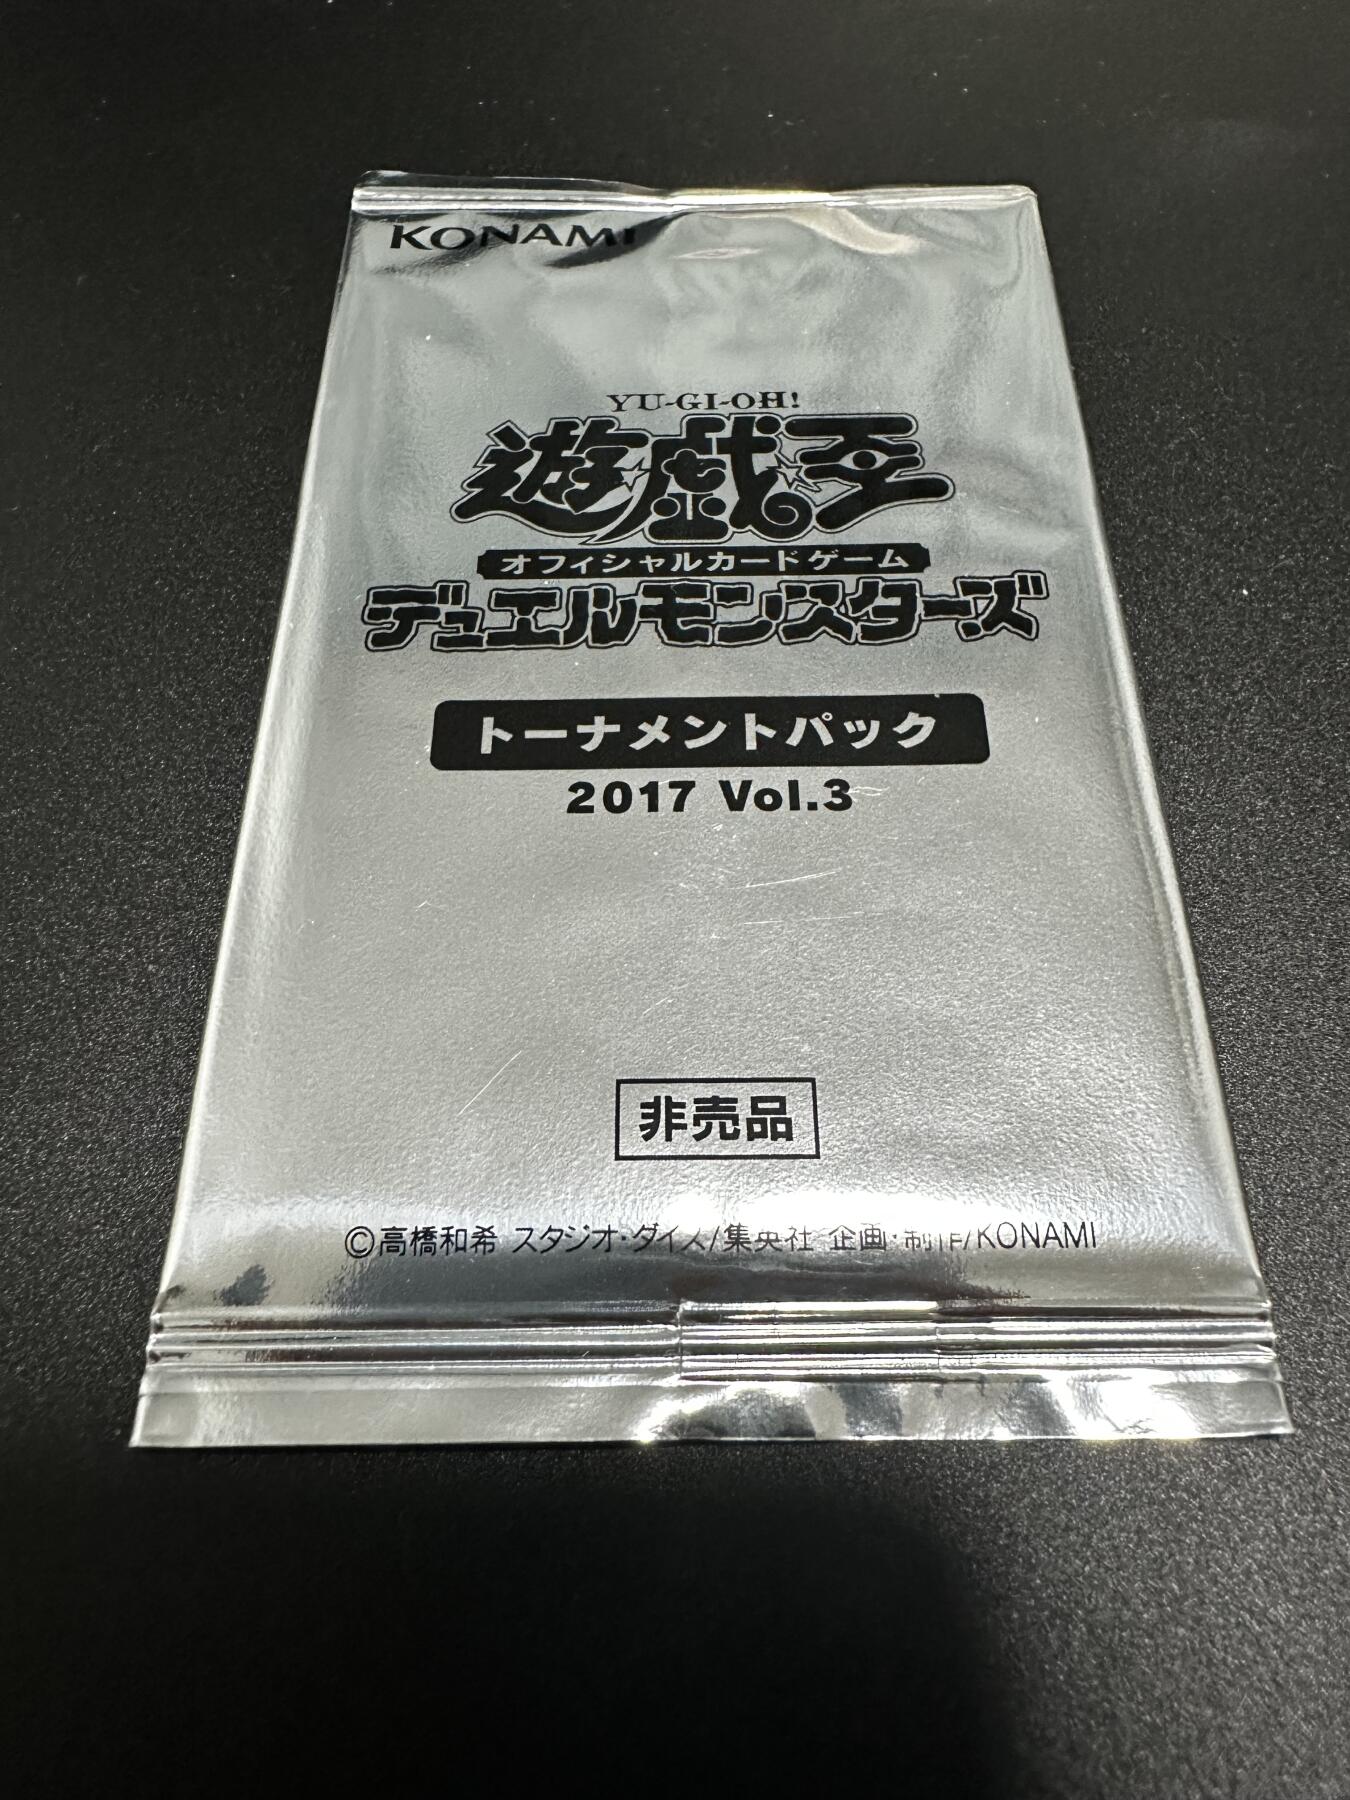 KONAMI
YU-GI-OH!
遊戯王
オフィシャルカードゲーム
デュエルモンスターズ
トーナメントパック
2017 Vol.3
非売品
©高橋和希 スタジオ・ダイス/集英社 企画・制作/KONAMI